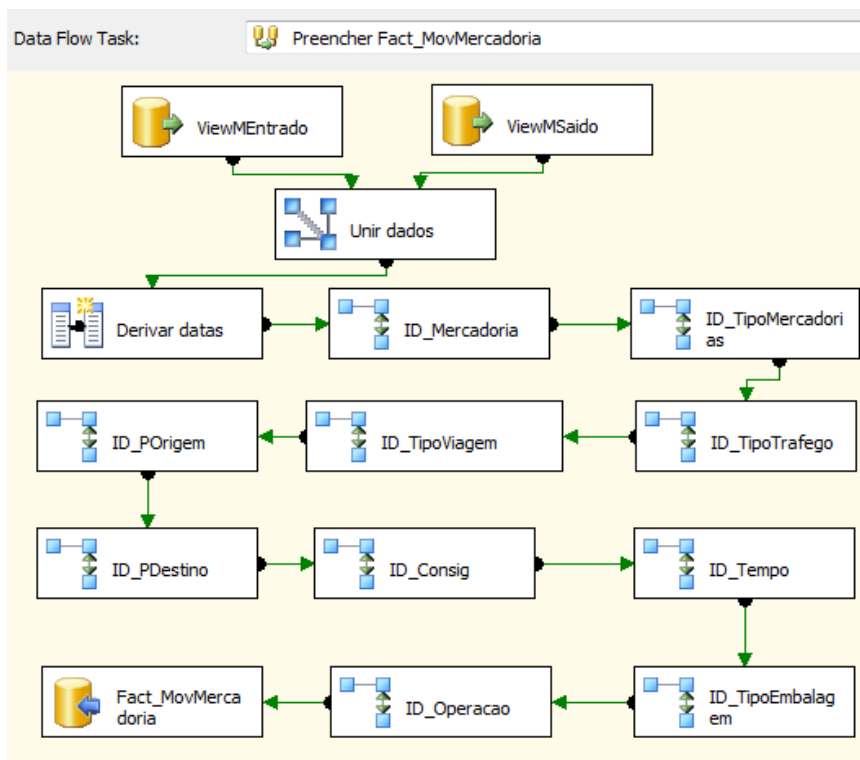 Data Flow Task:
Preencher Fact_MovMercadoria
ViewMEntrado
ViewMSaido
Unir dados
Derivar datas
ID_Mercadoria
ID_TipoMercadori
as
ID_POrigem
ID_TipoViagem
ID_TipoTrafego
ID_PDestino
ID_Consig
ID_Tempo
Fact_MovMerca
doria
ID_Operacao
ID_TipoEmbalag
em